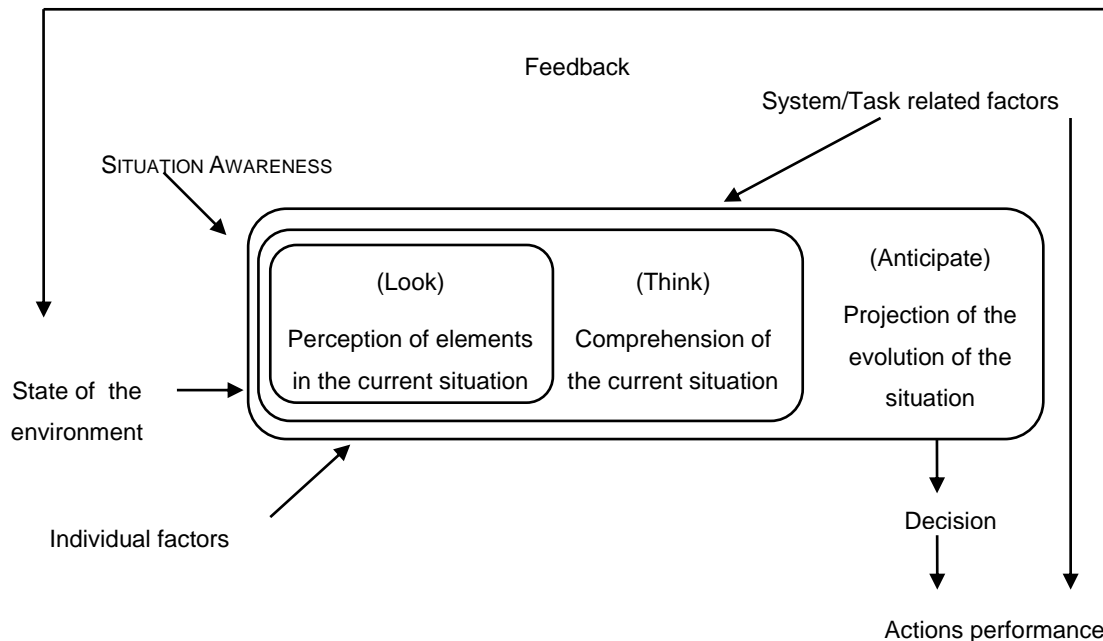 Feedback
System/Task related factors
SITUATION AWARENESS
(Look)
Perception of elements
in the current situation
(Think)
Comprehension of
the current situation
(Anticipate)
Projection of the
evolution of the
situation
State of the
environment
Individual factors
Decision
Actions performance